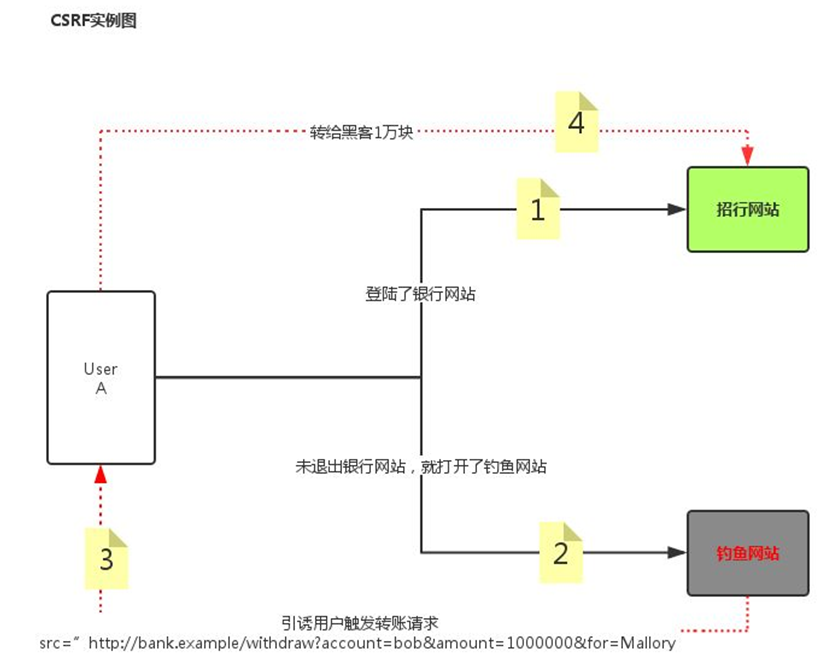 CSRF实例图
转给黑客1万块
4
1
招行网站
登陆了银行网站
User
A
未退出银行网站，就打开了钓鱼网站
3
2
钓鱼网站
引诱用户触发转账请求
src=”http://bank.example/withdraw?account=bob&amount=1000000&for=Mallory